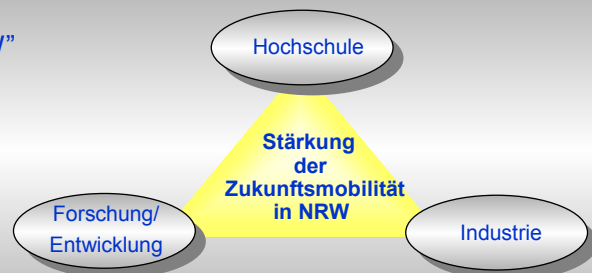 Hochschule
Stärkung
der
Zukunftsmobilität
in NRW
Forschung/
Entwicklung
Industrie